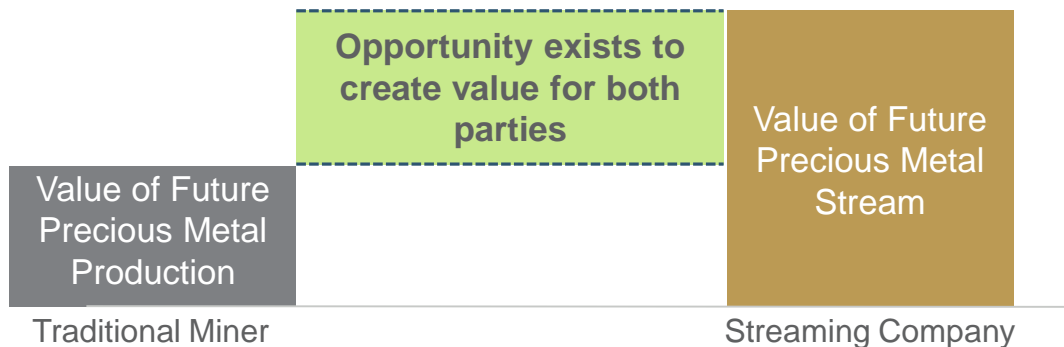 Opportunity exists to
create value for both
parties
Value of Future
Precious Metal
Stream
Value of Future
Precious Metal
Production
Traditional Miner
Streaming Company